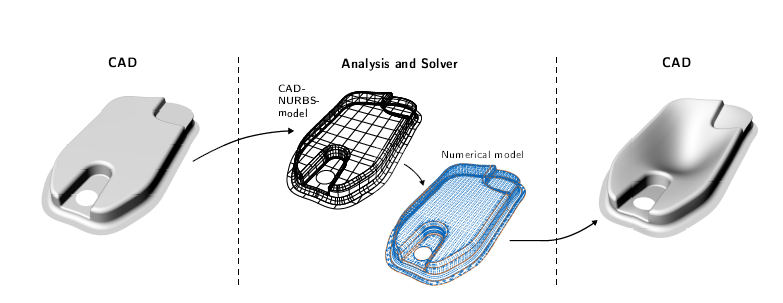 CAD
Analysis and Solver
CAD
CAD-
NURBS-
model
Numerical model